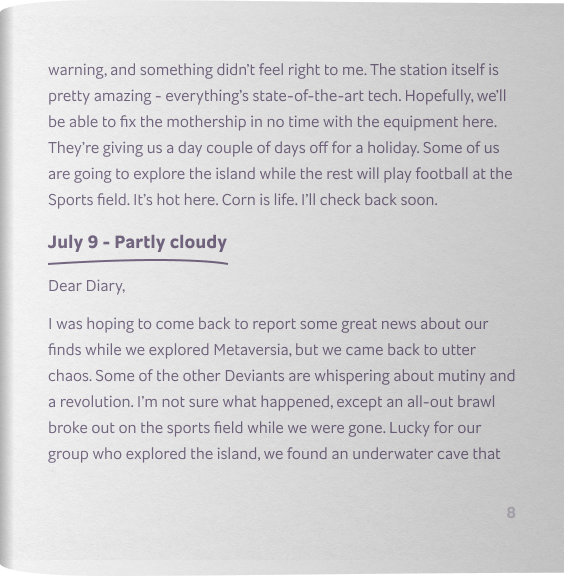 warning, and something didn't feel right to me. The station itself is
pretty amazing - everything's state-of-the-art tech. Hopefully, we'll
be able to fix the mothership in no time with the equipment here.
They're giving us a day couple of days off for a holiday. Some of us
are going to explore the island while the rest will play football at the
Sports field. It's hot here. Corn is life. I'll check back soon.
July 9 - Partly cloudy
Dear Diary,
I was hoping to come back to report some great news about our
finds while we explored Metaversia, but we came back to utter
chaos. Some of the other Deviants are whispering about mutiny and
a revolution. I'm not sure what happened, except an all-out brawl
broke out on the sports field while we were gone. Lucky for our
group who explored the island, we found an underwater cave that
8